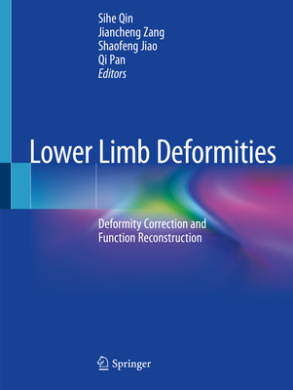 Sihe Qin
Jiancheng Zang
Shaofeng Jiao
Qi Pan
Editors
Lower Limb Deformities
Deformity Correction and
Function Reconstruction
Springer